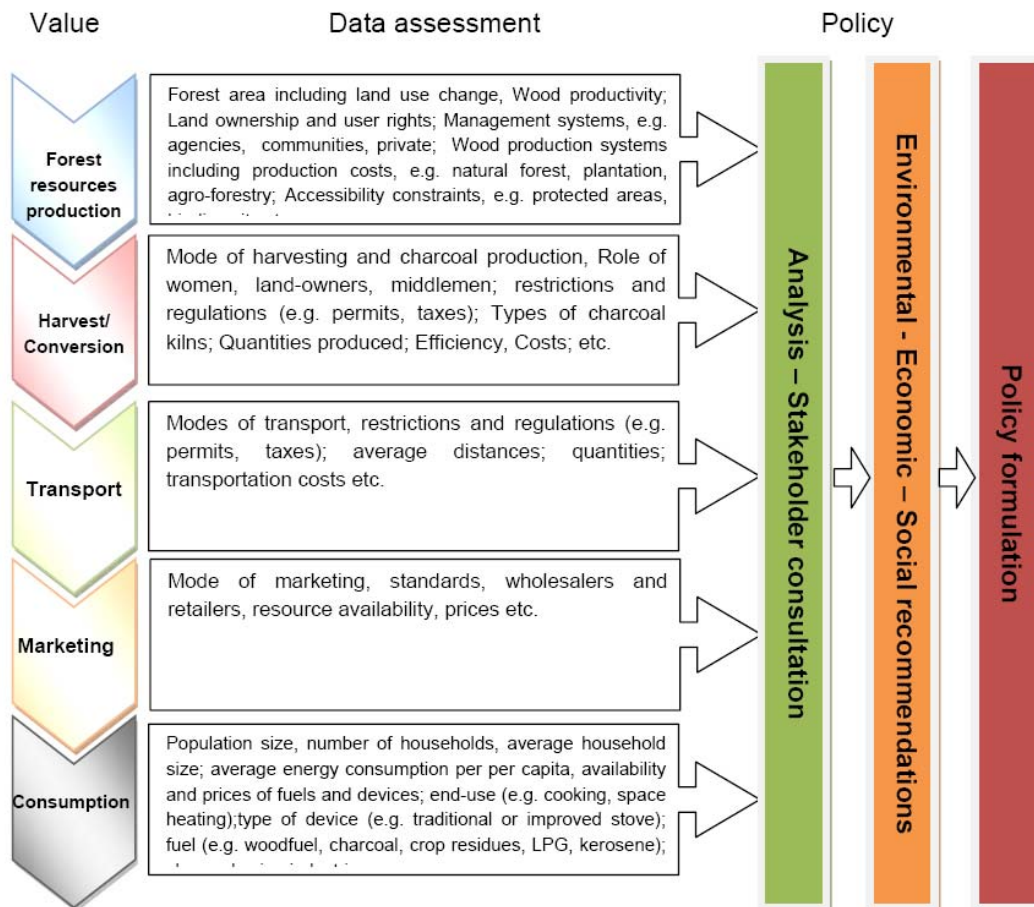 Value
Data assessment
Policy
Forest
resources
production
Forest area including land use change, Wood productivity;
Land ownership and user rights; Management systems, e.g.
agencies, communities, private; Wood production systems
including production costs, e.g. natural forest, plantation,
agro-forestry; Accessibility constraints, e.g. protected areas,
Harvest/
Conversion
Mode of harvesting and charcoal production, Role of
women, land-owners, middlemen; restrictions and
regulations (e.g. permits, taxes); Types of charcoal
kilns; Quantities produced; Efficiency, Costs; etc.
Transport
Modes of transport, restrictions and regulations (e.g.
permits, taxes); average distances; quantities;
transportation costs etc.
Marketing
Mode of marketing, standards, wholesalers and
retailers, resource availability, prices etc.
Consumption
Population size, number of households, average household
size; average energy consumption per per capita, availability
and prices of fuels and devices; end-use (e.g. cooking, space
heating);type of device (e.g. traditional or improved stove);
fuel (e.g. woodfuel, charcoal, crop residues, LPG, kerosene);
Analysis – Stakeholder consultation
Environmental - Economic – Social recommendations
Policy formulation